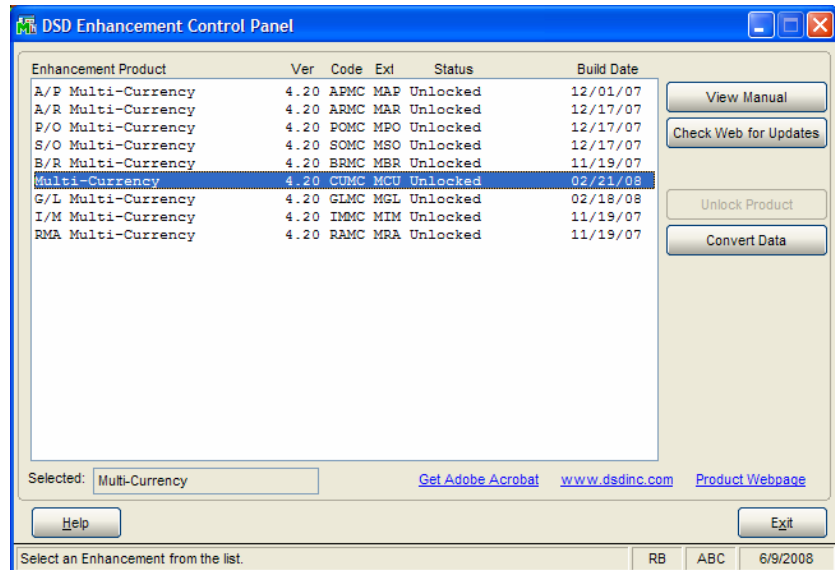 DSD Enhancement Control Panel
Enhancement Product Ver Code Ext Status Build Date
A/P Multi-Currency 4.20 APMC MAP Unlocked 12/01/07
A/R Multi-Currency 4.20 ARMC MAR Unlocked 12/17/07
P/O Multi-Currency 4.20 POMC MPO Unlocked 12/17/07
S/O Multi-Currency 4.20 SOMC MSO Unlocked 12/17/07
B/R Multi-Currency 4.20 BRMC MBR Unlocked 11/19/07
Multi-Currency 4.20 CUMC MCU Unlocked 02/21/08
G/L Multi-Currency 4.20 GLMC MGL Unlocked 02/18/08
I/M Multi-Currency 4.20 IMMC MIM Unlocked 11/19/07
RMA Multi-Currency 4.20 RAMC MRA Unlocked 11/19/07
View Manual
Check Web for Updates
Unlock Product
Convert Data
Selected: Multi-Currency Get Adobe Acrobat www.dsdinc.com Product Webpage
Help Exit
Select an Enhancement from the list. RB ABC 6/9/2008